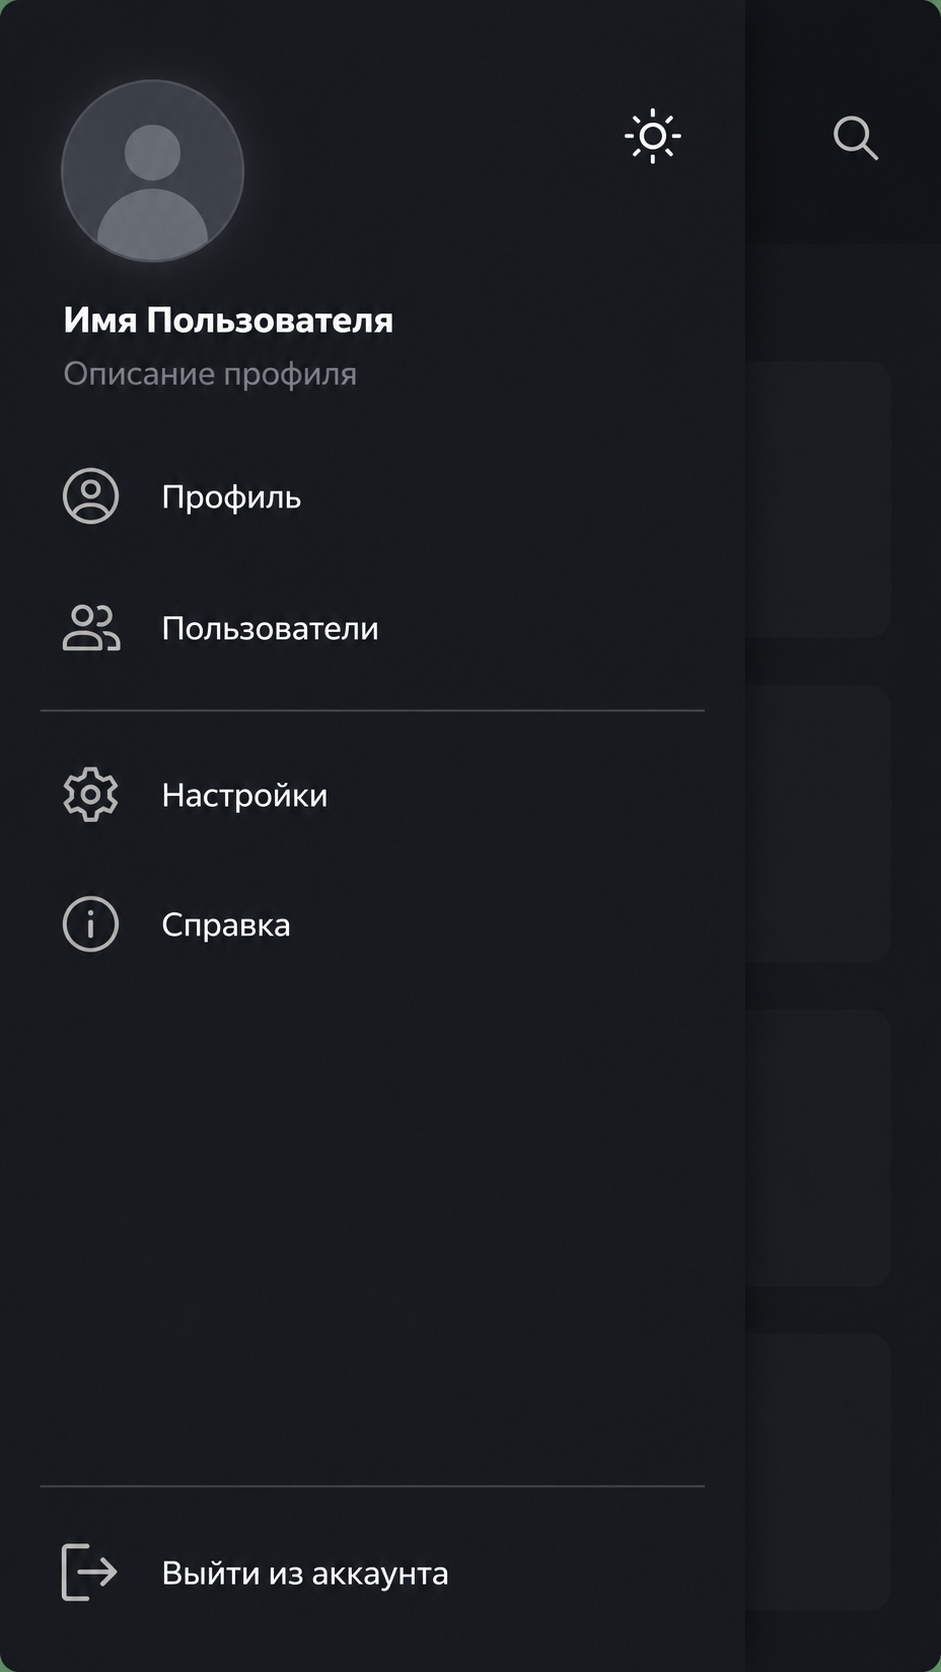 Имя Пользователя
Описание профиля
Профиль
Пользователи
Настройки
Справка
Выйти из аккаунта